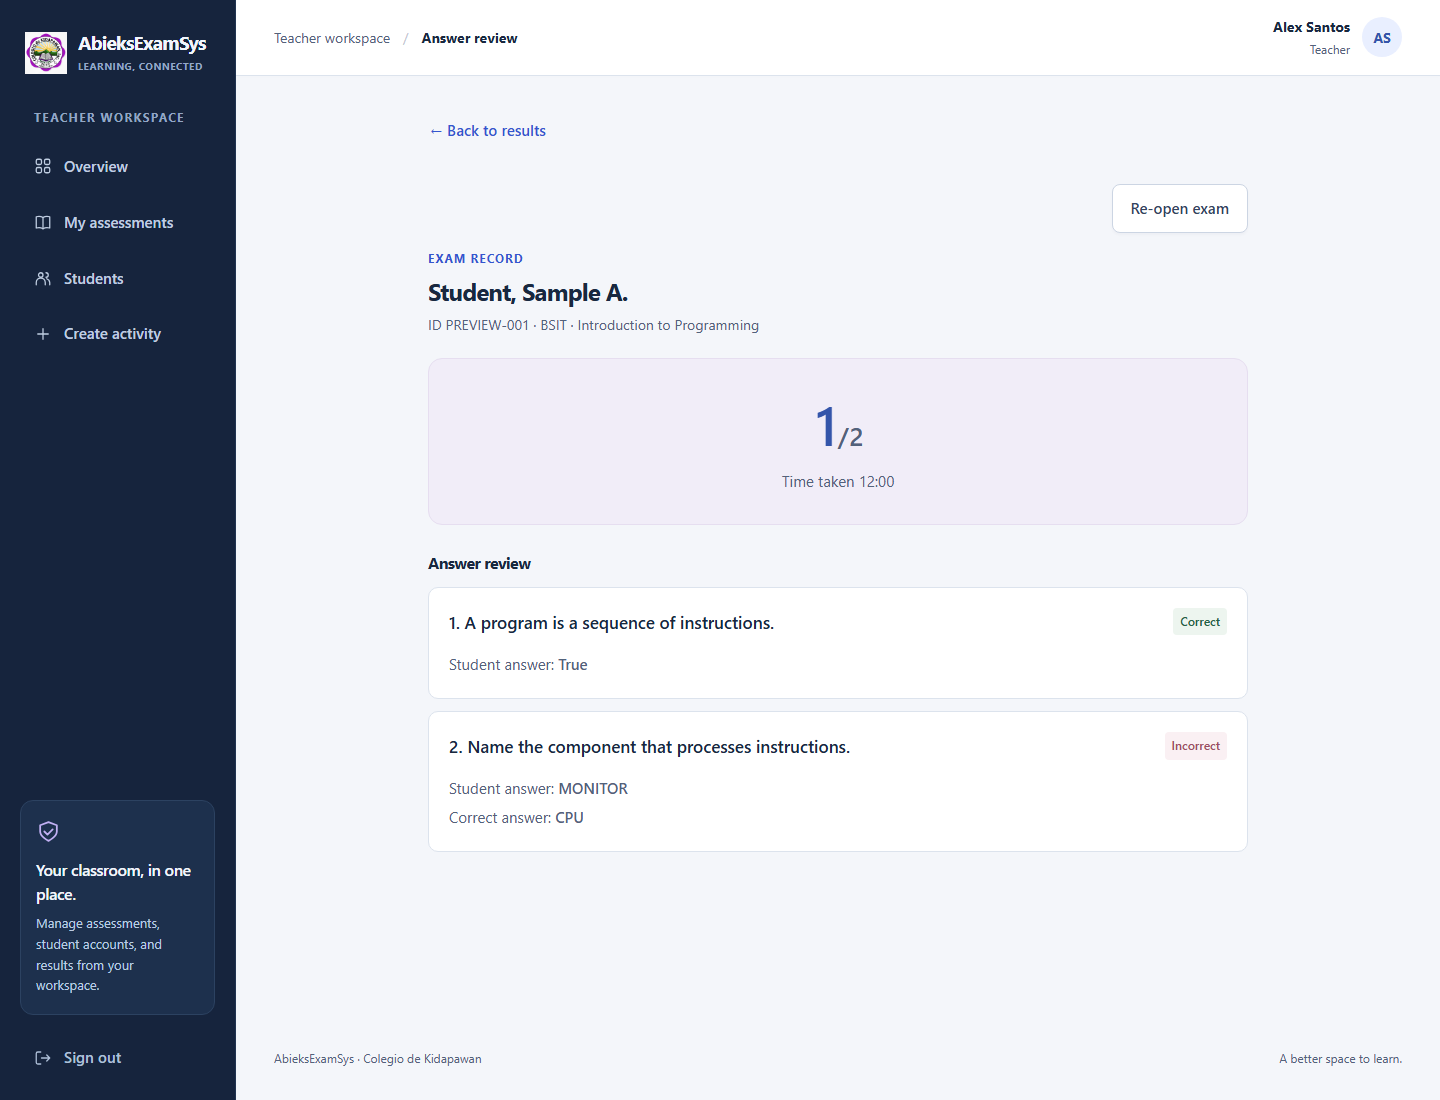 AbieksExamSys
LEARNING, CONNECTED
TEACHER WORKSPACE
Overview
My assessments
Students
Create activity
Your classroom, in one
place.
Manage assessments,
student accounts, and
results from your
workspace.
Sign out
Teacher workspace / Answer review
Alex Santos
Teacher
AS
← Back to results
Re-open exam
EXAM RECORD
Student, Sample A.
ID PREVIEW-001 · BSIT · Introduction to Programming
1/2
Time taken 12:00
Answer review
1. A program is a sequence of instructions.
Correct
Student answer: True
2. Name the component that processes instructions.
Incorrect
Student answer: MONITOR
Correct answer: CPU
AbieksExamSys · Colegio de Kidapawan
A better space to learn.